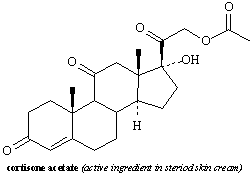 O
O
O
O
OH
H
O
cortisone acetate (active ingredient in steriod skin cream)